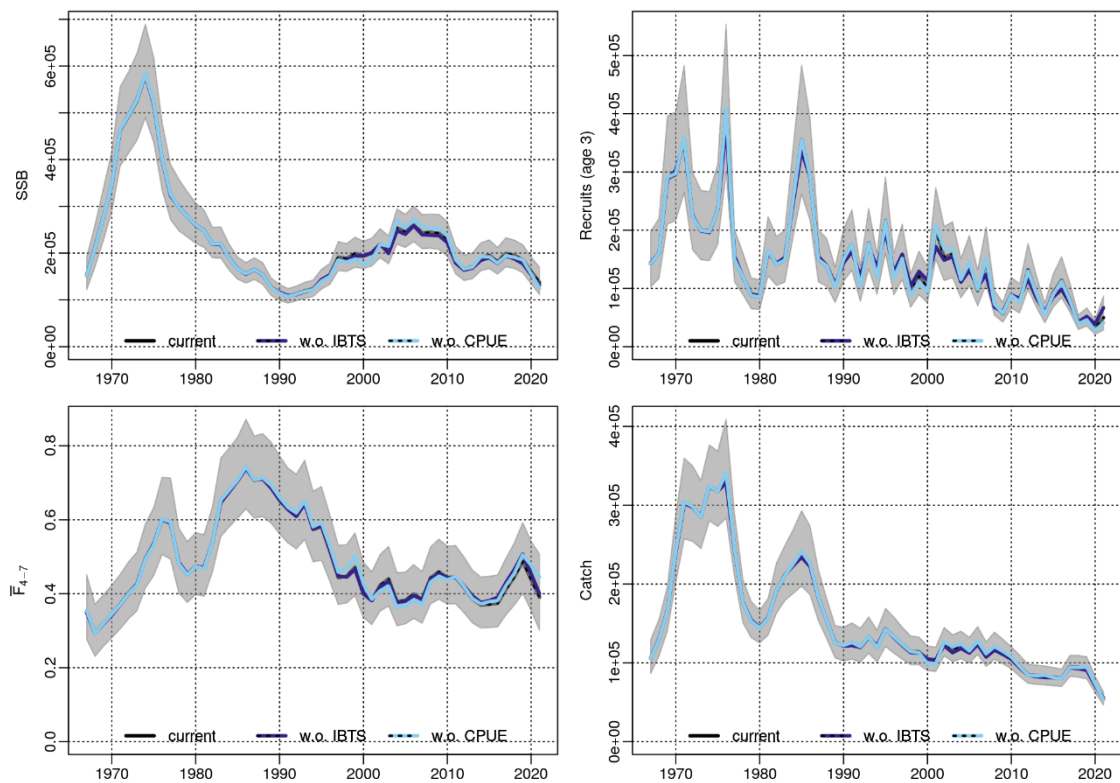 SSB
0e+00 2e+05 4e+05 6e+05
current w.o. IBTS w.o. CPUE
1970 1980 1990 2000 2010 2020
Recruits (age 3)
0e+00 1e+05 2e+05 3e+05 4e+05 5e+05
current w.o. IBTS w.o. CPUE
1970 1980 1990 2000 2010 2020
F̅4−7
0.0 0.2 0.4 0.6 0.8
current w.o. IBTS w.o. CPUE
1970 1980 1990 2000 2010 2020
Catch
0e+00 1e+05 2e+05 3e+05 4e+05
current w.o. IBTS w.o. CPUE
1970 1980 1990 2000 2010 2020